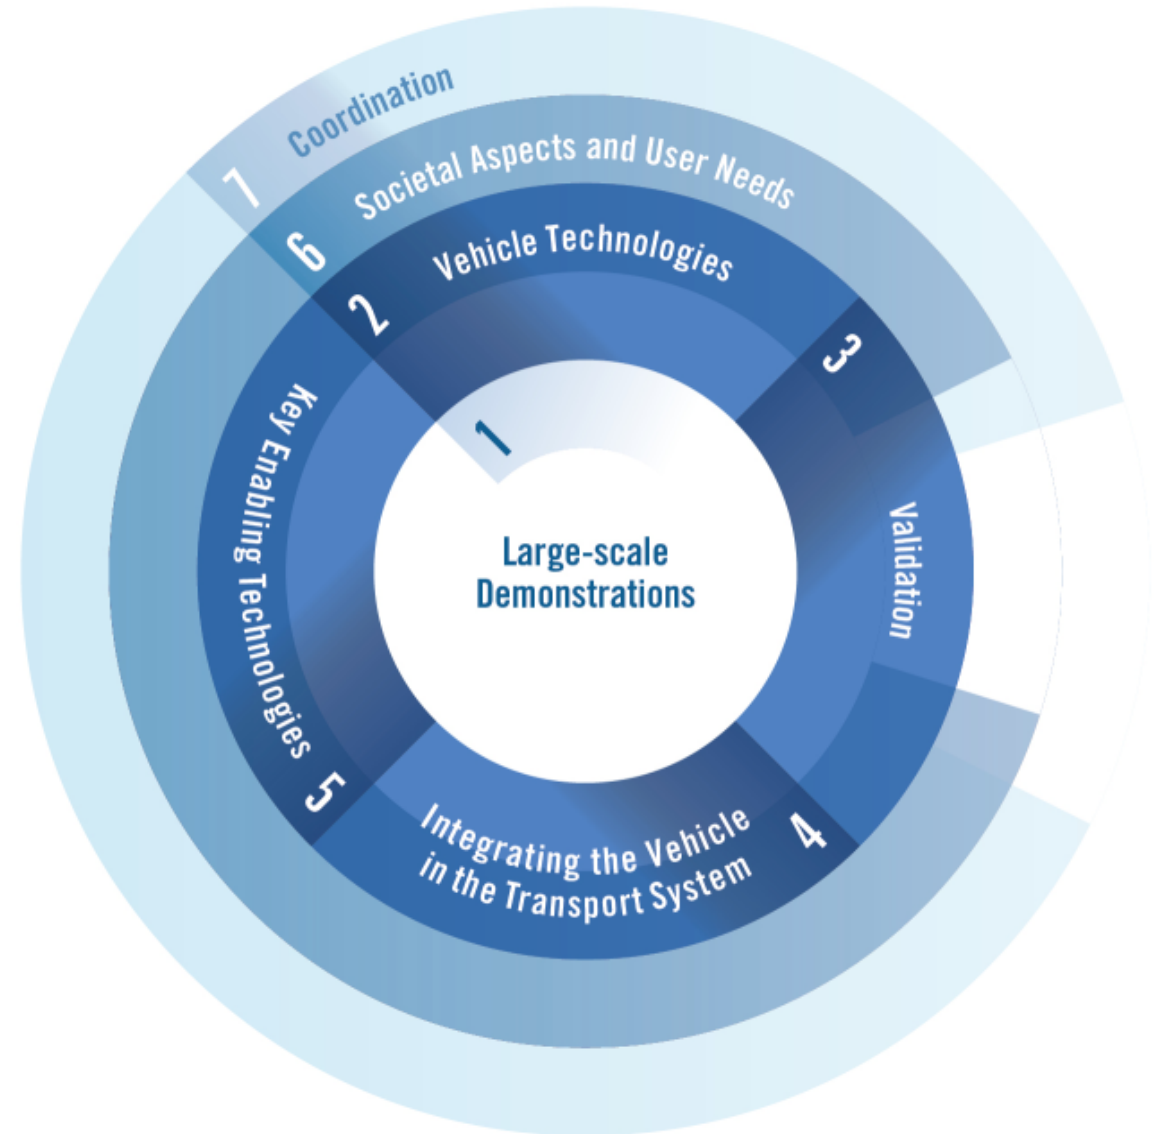 7
Coordination
6
Societal Aspects and User Needs
2
Vehicle Technologies
3
Validation
1
Large-scale
Demonstrations
Key Enabling Technologies
5
Integrating the Vehicle
in the Transport System
4